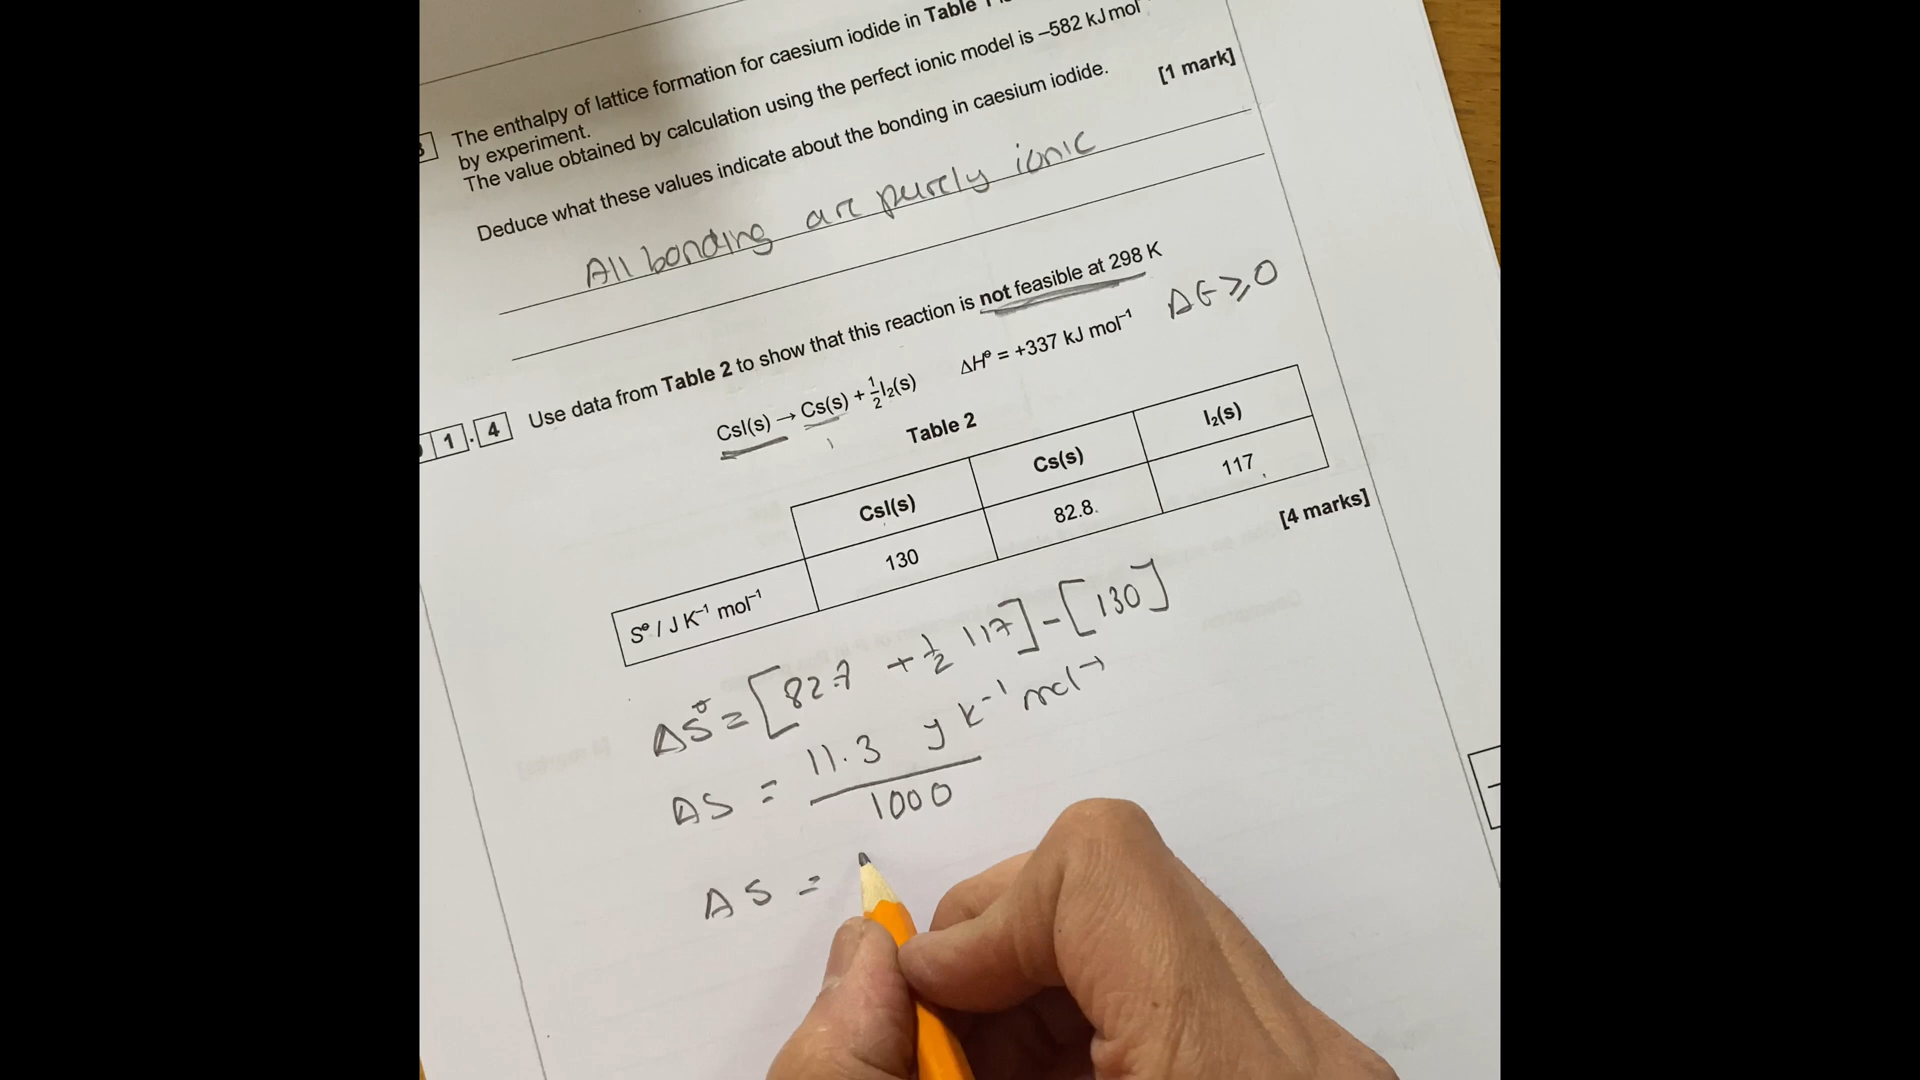 The enthalpy of lattice formation for caesium iodide in Table 1
by experiment.
The value obtained by calculation using the perfect ionic model is –582 kJ mol
Deduce what these values indicate about the bonding in caesium iodide.
[1 mark]
All bonding are purely ionic
1 . 4 Use data from Table 2 to show that this reaction is not feasible at 298 K
ΔG ⩾ 0
CsI(s) → Cs(s) + ½I₂(s) ΔH° = +337 kJ mol⁻¹
Table 2
CsI(s) Cs(s) I₂(s)
S° / J K⁻¹ mol⁻¹ 130 82.8 117
[4 marks]
ΔS° = [82.7 + ½ 117] - [130]
ΔS = 11.3 J K⁻¹ mol⁻¹
1000
ΔS =